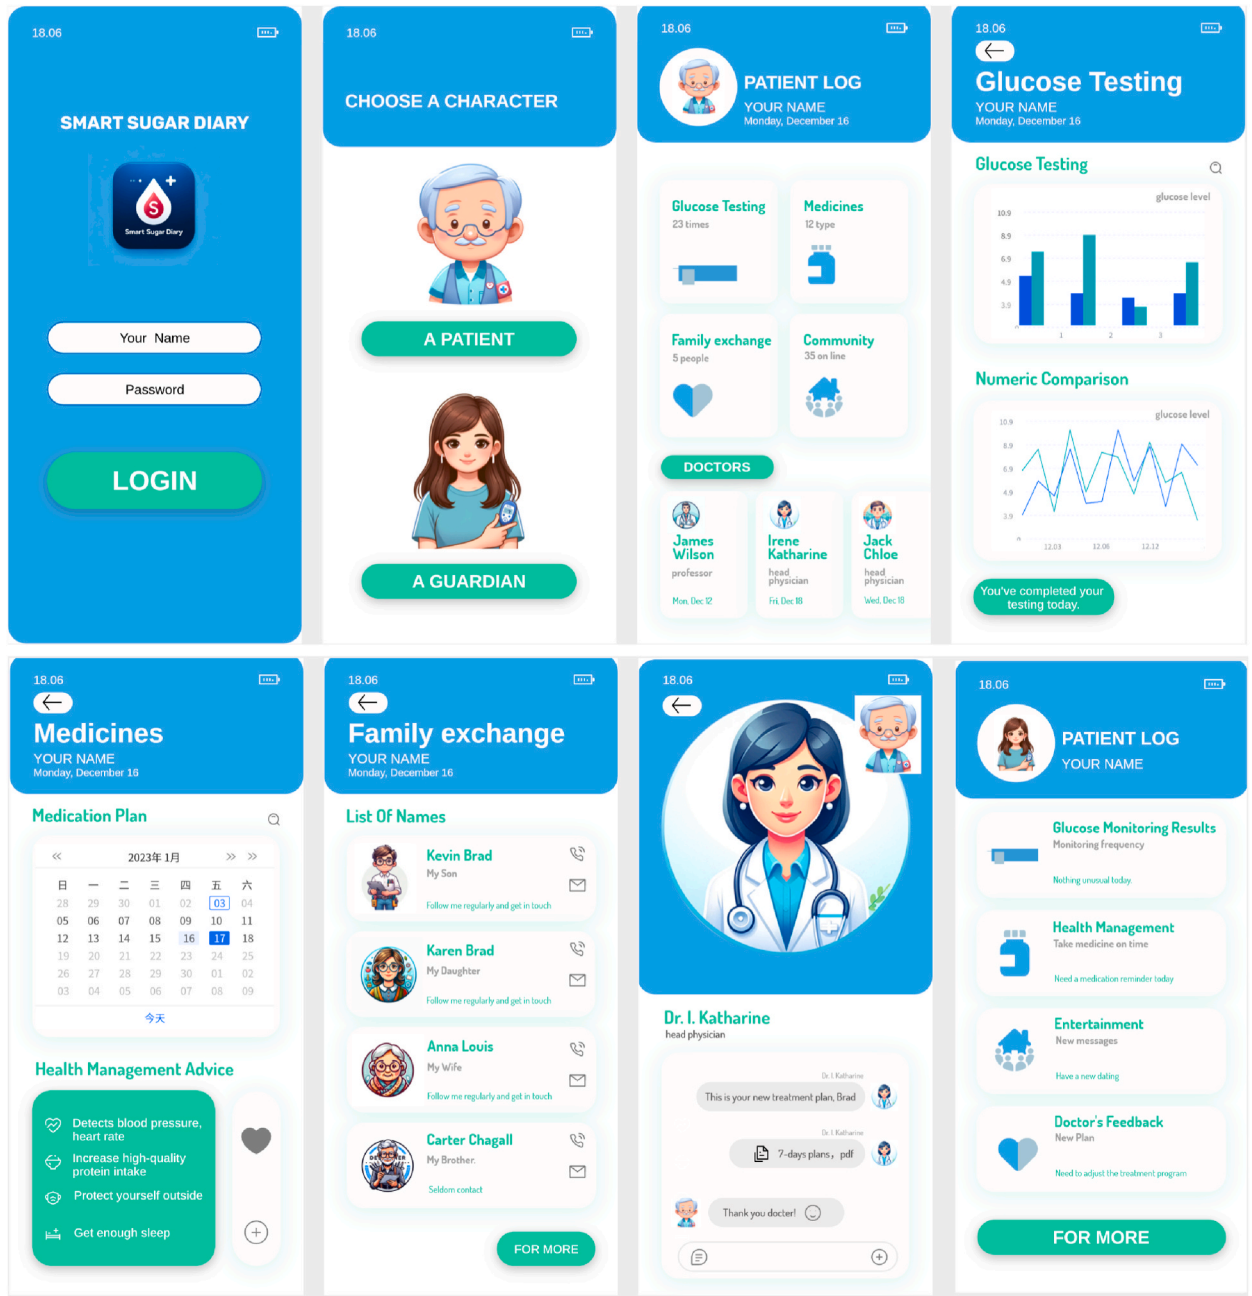 18.06
SMART SUGAR DIARY
S
Smart Sugar Diary
Your Name
Password
LOGIN
18.06
CHOOSE A CHARACTER
A PATIENT
A GUARDIAN
18.06
PATIENT LOG
YOUR NAME
Monday, December 16
Glucose Testing
23 times
Medicines
12 type
Family exchange
5 people
Community
35 on line
DOCTORS
James
Wilson
professor
Mon. Dec 12
Irene
Katharine
head
physician
Fri. Dec 18
Jack
Chloe
head
physician
Wed. Dec 18
18.06
Glucose Testing
YOUR NAME
Monday, December 16
Glucose Testing
glucose level
10.9
8.9
6.9
4.9
3.9
0
1
2
3
Numeric Comparison
glucose level
10.9
8.9
6.9
4.9
3.9
0
12.03
12.06
12.12
You've completed your
testing today.
18.06
Medicines
YOUR NAME
Monday, December 16
Medication Plan
2023年 1月
日 一 二 三 四 五 六
28 29 30 01 02 03 04
05 06 07 08 09 10 11
12 13 14 15 16 17 18
19 20 21 22 23 24 25
26 27 28 29 30 01 02
03 04 05 06 07 08 09
今天
Health Management Advice
Detects blood pressure,
heart rate
Increase high-quality
protein intake
Protect yourself outside
Get enough sleep
18.06
Family exchange
YOUR NAME
Monday, December 16
List Of Names
Kevin Brad
My Son
Follow me regularly and get in touch
Karen Brad
My Daughter
Follow me regularly and get in touch
Anna Louis
My Wife
Follow me regularly and get in touch
Carter Chagall
My Brother.
Seldom contact
FOR MORE
18.06
Dr. I. Katharine
head physician
Dr. I. Katharine
This is your new treatment plan, Brad
Dr. I. Katharine
7-days plans，pdf
Thank you docter!
18.06
PATIENT LOG
YOUR NAME
Glucose Monitoring Results
Monitoring frequency
Nothing unusual today.
Health Management
Take medicine on time
Need a medication reminder today
Entertainment
New messages
Have a new dating
Doctor's Feedback
New Plan
Need to adjust the treatment program
FOR MORE